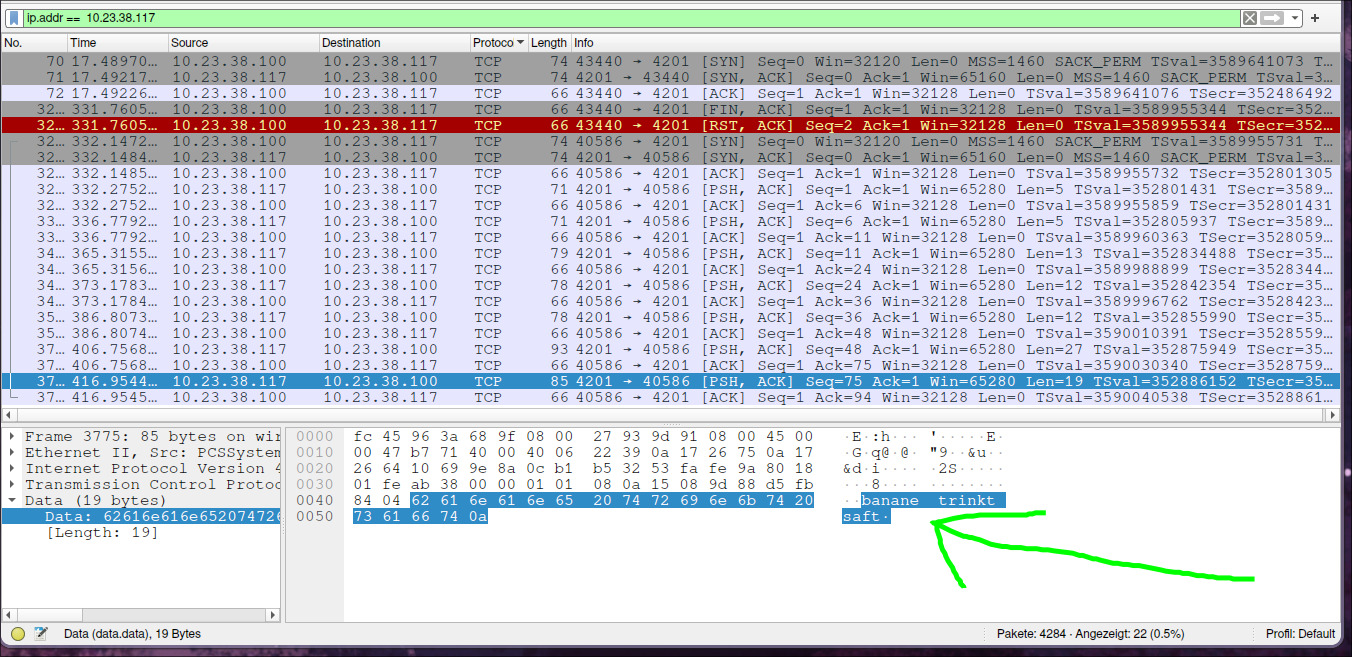 ip.addr == 10.23.38.117
No. Time Source Destination Protoco Length Info
70 17.48970… 10.23.38.100 10.23.38.117 TCP 74 43440 → 4201 [SYN] Seq=0 Win=32120 Len=0 MSS=1460 SACK_PERM TSval=3589641073 T…
71 17.49217… 10.23.38.117 10.23.38.100 TCP 74 4201 → 43440 [SYN, ACK] Seq=0 Ack=1 Win=65160 Len=0 MSS=1460 SACK_PERM TSval=3…
72 17.49226… 10.23.38.100 10.23.38.117 TCP 66 43440 → 4201 [ACK] Seq=1 Ack=1 Win=32128 Len=0 TSval=3589641076 TSecr=352486492
32… 331.7605… 10.23.38.100 10.23.38.117 TCP 66 43440 → 4201 [FIN, ACK] Seq=1 Ack=1 Win=32128 Len=0 TSval=3589955344 TSecr=352…
32… 331.7605… 10.23.38.100 10.23.38.117 TCP 66 43440 → 4201 [RST, ACK] Seq=2 Ack=1 Win=32128 Len=0 TSval=3589955344 TSecr=352…
32… 332.1472… 10.23.38.100 10.23.38.117 TCP 74 40586 → 4201 [SYN] Seq=0 Win=32120 Len=0 MSS=1460 SACK_PERM TSval=3589955731 T…
32… 332.1484… 10.23.38.117 10.23.38.100 TCP 74 4201 → 40586 [SYN, ACK] Seq=0 Ack=1 Win=65160 Len=0 MSS=1460 SACK_PERM TSval=3…
32… 332.1485… 10.23.38.100 10.23.38.117 TCP 66 40586 → 4201 [ACK] Seq=1 Ack=1 Win=32128 Len=0 TSval=3589955732 TSecr=352801305
32… 332.2752… 10.23.38.117 10.23.38.100 TCP 71 4201 → 40586 [PSH, ACK] Seq=1 Ack=1 Win=65280 Len=5 TSval=352801431 TSecr=3589…
32… 332.2752… 10.23.38.100 10.23.38.117 TCP 66 40586 → 4201 [ACK] Seq=1 Ack=6 Win=32128 Len=0 TSval=3589955859 TSecr=352801431
33… 336.7792… 10.23.38.117 10.23.38.100 TCP 71 4201 → 40586 [PSH, ACK] Seq=6 Ack=1 Win=65280 Len=5 TSval=352805937 TSecr=3589…
33… 336.7792… 10.23.38.100 10.23.38.117 TCP 66 40586 → 4201 [ACK] Seq=1 Ack=11 Win=32128 Len=0 TSval=3589960363 TSecr=3528059…
34… 365.3155… 10.23.38.117 10.23.38.100 TCP 79 4201 → 40586 [PSH, ACK] Seq=11 Ack=1 Win=65280 Len=13 TSval=352834488 TSecr=35…
34… 365.3156… 10.23.38.100 10.23.38.117 TCP 66 40586 → 4201 [ACK] Seq=1 Ack=24 Win=32128 Len=0 TSval=3589988899 TSecr=3528344…
34… 373.1783… 10.23.38.117 10.23.38.100 TCP 78 4201 → 40586 [PSH, ACK] Seq=24 Ack=1 Win=65280 Len=12 TSval=352842354 TSecr=35…
34… 373.1784… 10.23.38.100 10.23.38.117 TCP 66 40586 → 4201 [ACK] Seq=1 Ack=36 Win=32128 Len=0 TSval=3589996762 TSecr=3528423…
35… 386.8073… 10.23.38.117 10.23.38.100 TCP 78 4201 → 40586 [PSH, ACK] Seq=36 Ack=1 Win=65280 Len=12 TSval=352855990 TSecr=35…
35… 386.8074… 10.23.38.100 10.23.38.117 TCP 66 40586 → 4201 [ACK] Seq=1 Ack=48 Win=32128 Len=0 TSval=3590010391 TSecr=3528559…
37… 406.7568… 10.23.38.117 10.23.38.100 TCP 93 4201 → 40586 [PSH, ACK] Seq=48 Ack=1 Win=65280 Len=27 TSval=352875949 TSecr=35…
37… 406.7568… 10.23.38.100 10.23.38.117 TCP 66 40586 → 4201 [ACK] Seq=1 Ack=75 Win=32128 Len=0 TSval=3590030340 TSecr=3528759…
37… 416.9544… 10.23.38.117 10.23.38.100 TCP 85 4201 → 40586 [PSH, ACK] Seq=75 Ack=1 Win=65280 Len=19 TSval=352886152 TSecr=35…
37… 416.9545… 10.23.38.100 10.23.38.117 TCP 66 40586 → 4201 [ACK] Seq=1 Ack=94 Win=32128 Len=0 TSval=3590040538 TSecr=3528861…
Frame 3775: 85 bytes on wir
Ethernet II, Src: PCSSystem
Internet Protocol Version 4
Transmission Control Protoc
Data (19 bytes)
Data: 62616e616e652074726
[Length: 19]
0000 fc 45 96 3a 68 9f 08 00 27 93 9d 91 08 00 45 00 ·E·:h··· '·····E·
0010 00 47 b7 71 40 00 40 06 22 39 0a 17 26 75 0a 17 ·G·q@·@· "9··&u··
0020 26 64 10 69 9e 8a 0c b1 b5 32 53 fa fe 9a 80 18 &d·i···· ·2S·····
0030 01 fe ab 38 00 00 01 01 08 0a 15 08 9d 88 d5 fb ···8···· ········
0040 84 04 62 61 6e 61 6e 65 20 74 72 69 6e 6b 74 20 ··banane trinkt
0050 73 61 66 74 0a saft·
Data (data.data), 19 Bytes
Pakete: 4284 · Angezeigt: 22 (0.5%)
Profil: Default